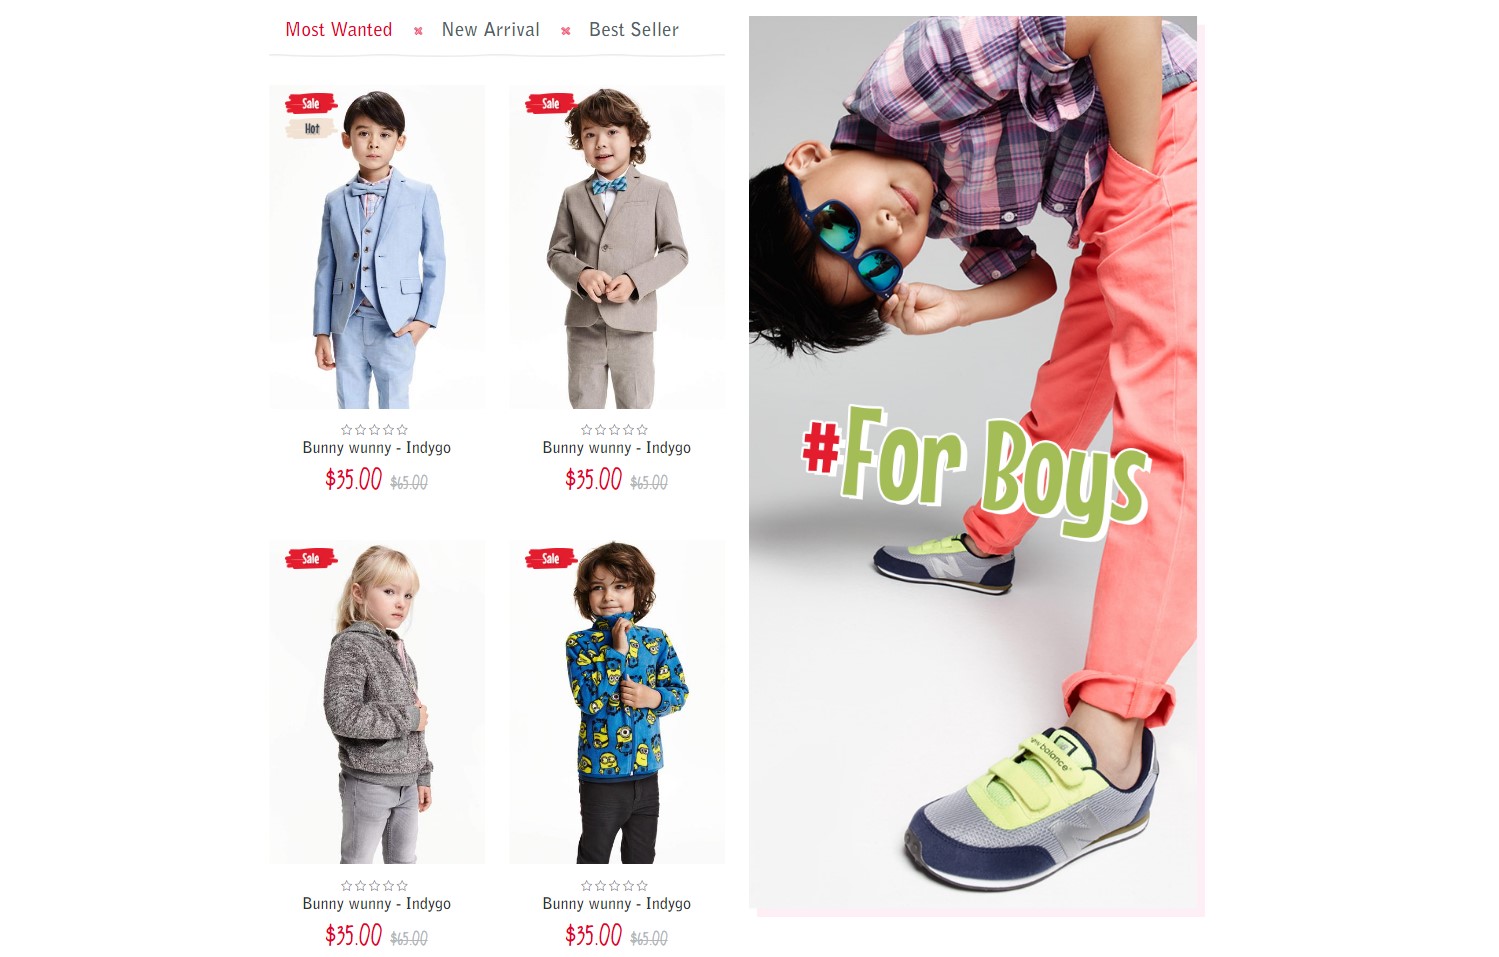 Most Wanted
New Arrival
Best Seller
Sale
Hot
Sale
Bunny wunny - Indygo
$35.00 $65.00
Bunny wunny - Indygo
$35.00 $65.00
Sale
Sale
Bunny wunny - Indygo
$35.00 $65.00
Bunny wunny - Indygo
$35.00 $65.00
#For Boys
balance